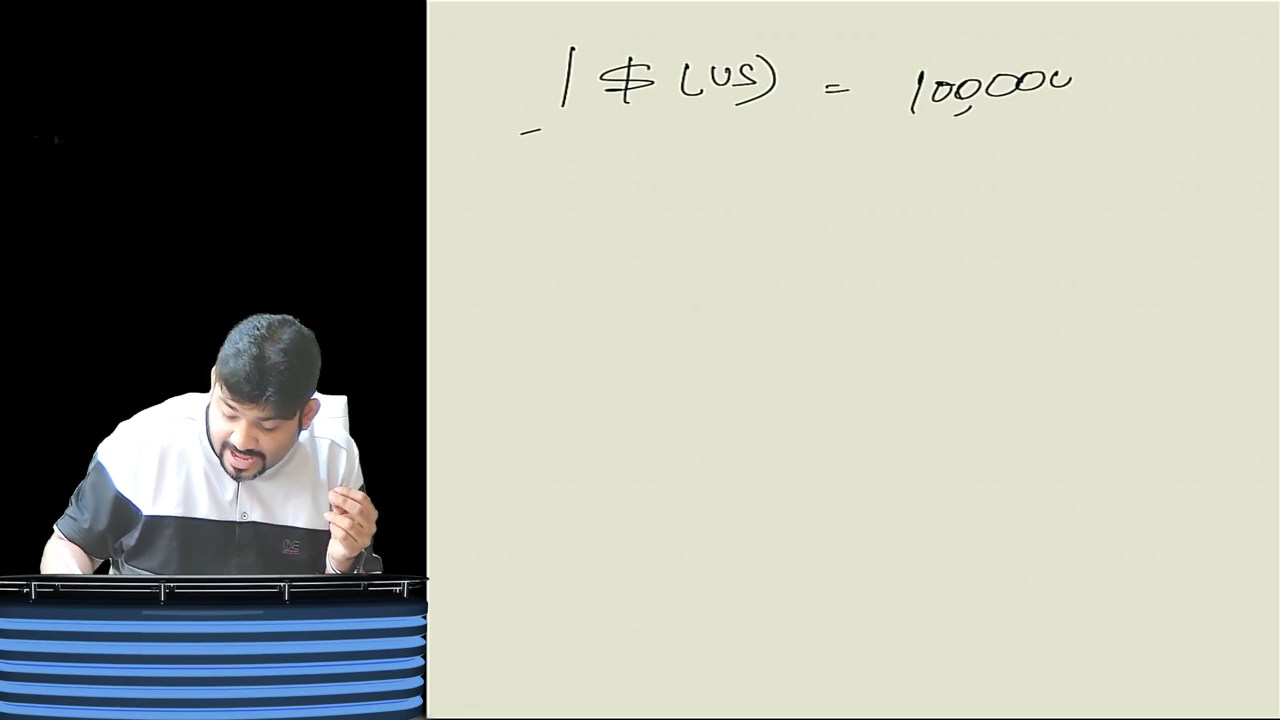 1 $ (US) = 100,000